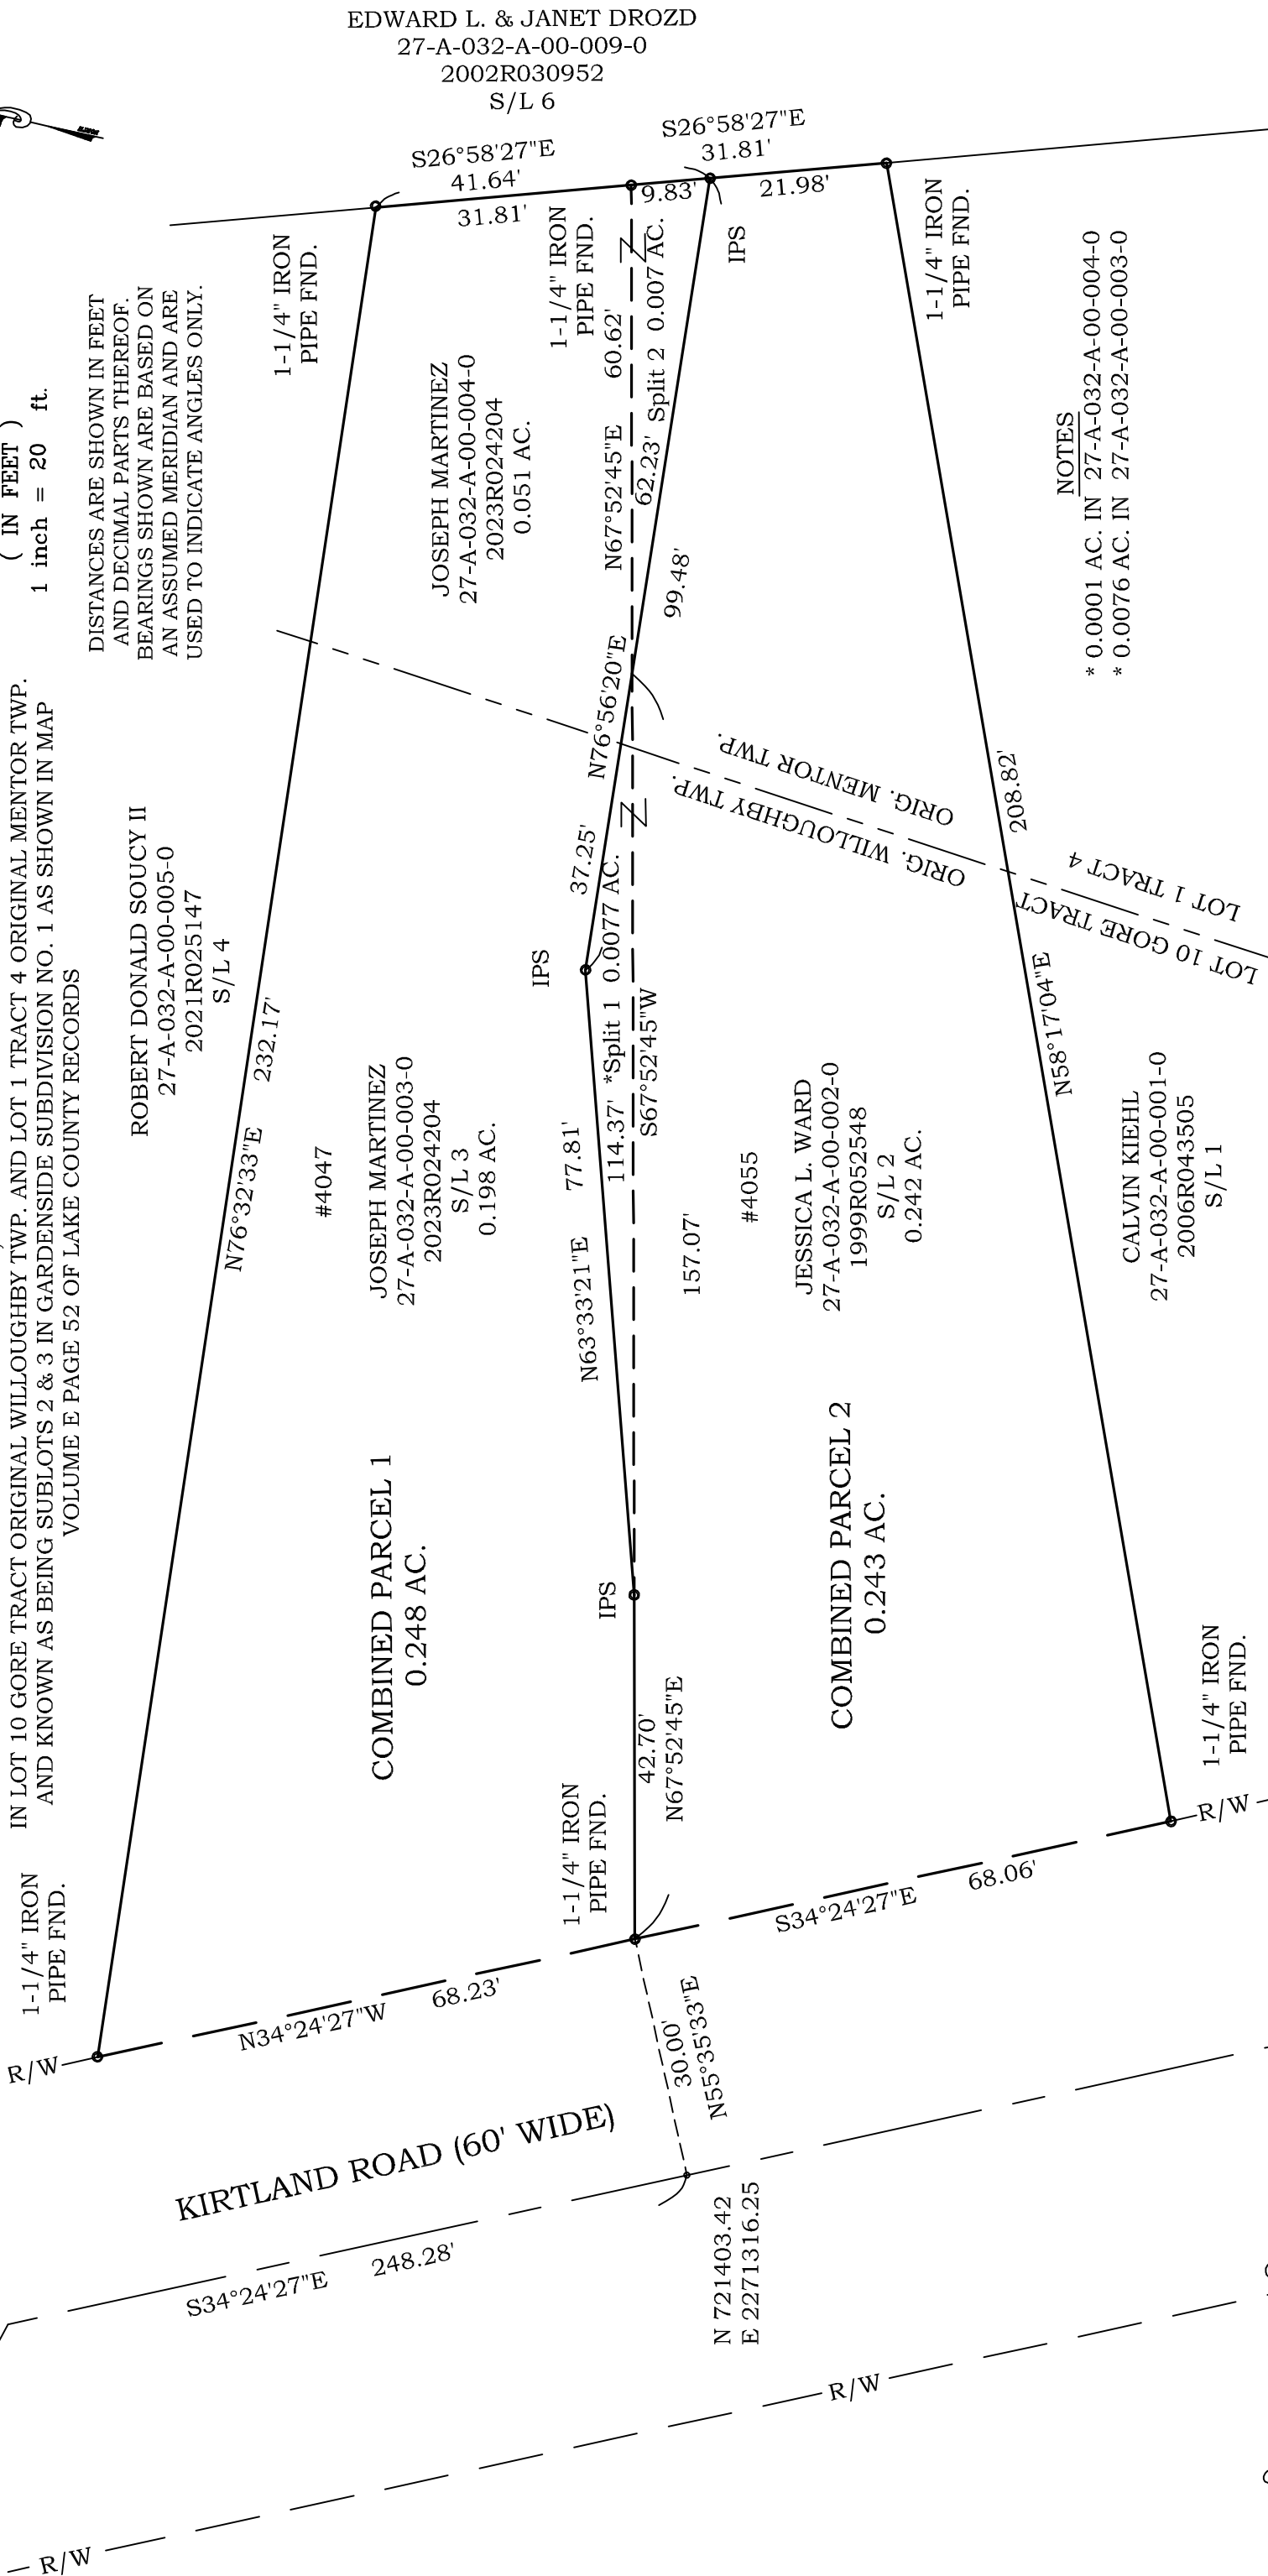 EDWARD L. & JANET DROZD
27-A-032-A-00-009-0
2002R030952
S/L 6
S26°58'27"E
41.64'
31.81'
S26°58'27"E
31.81'
9.83'
21.98'
( IN FEET )
1 inch = 20 ft.
DISTANCES ARE SHOWN IN FEET
AND DECIMAL PARTS THEREOF.
BEARINGS SHOWN ARE BASED ON
AN ASSUMED MERIDIAN AND ARE
USED TO INDICATE ANGLES ONLY.
1-1/4" IRON
PIPE FND.
JOSEPH MARTINEZ
27-A-032-A-00-004-0
2023R024204
0.051 AC.
1-1/4" IRON
PIPE FND.
N67°52'45"E 60.62'
62.23' Split 2 0.007 AC.
IPS
99.48'
1-1/4" IRON
PIPE FND.
NOTES
* 0.0001 AC. IN 27-A-032-A-00-004-0
* 0.0076 AC. IN 27-A-032-A-00-003-0
IN LOT 10 GORE TRACT ORIGINAL WILLOUGHBY TWP. AND LOT 1 TRACT 4 ORIGINAL MENTOR TWP.
AND KNOWN AS BEING SUBLOTS 2 & 3 IN GARDENSIDE SUBDIVISION NO. 1 AS SHOWN IN MAP
VOLUME E PAGE 52 OF LAKE COUNTY RECORDS
ROBERT DONALD SOUCY II
27-A-032-A-00-005-0
2021R025147
S/L 4
N76°32'33"E 232.17'
N76°56'20"E
37.25'
ORIG. MENTOR TWP.
ORIG. WILLOUGHBY TWP.
LOT 1 TRACT 4
LOT 10 GORE TRACT
208.82'
N58°17'04"E
IPS
#4047
JOSEPH MARTINEZ
27-A-032-A-00-003-0
2023R024204
S/L 3
0.198 AC.
N63°33'21"E 77.81'
114.37' *Split 1 0.0077 AC.
S67°52'45"W
157.07'
#4055
JESSICA L. WARD
27-A-032-A-00-002-0
1999R052548
S/L 2
0.242 AC.
CALVIN KIEHL
27-A-032-A-00-001-0
2006R043505
S/L 1
COMBINED PARCEL 1
0.248 AC.
COMBINED PARCEL 2
0.243 AC.
IPS
42.70'
N67°52'45"E
1-1/4" IRON
PIPE FND.
1-1/4" IRON
PIPE FND.
1-1/4" IRON
PIPE FND.
R/W
N34°24'27"W 68.23'
S34°24'27"E 68.06'
R/W
30.00'
N55°35'33"E
KIRTLAND ROAD (60' WIDE)
S34°24'27"E 248.28'
N 721403.42
E 2271316.25
R/W
R/W